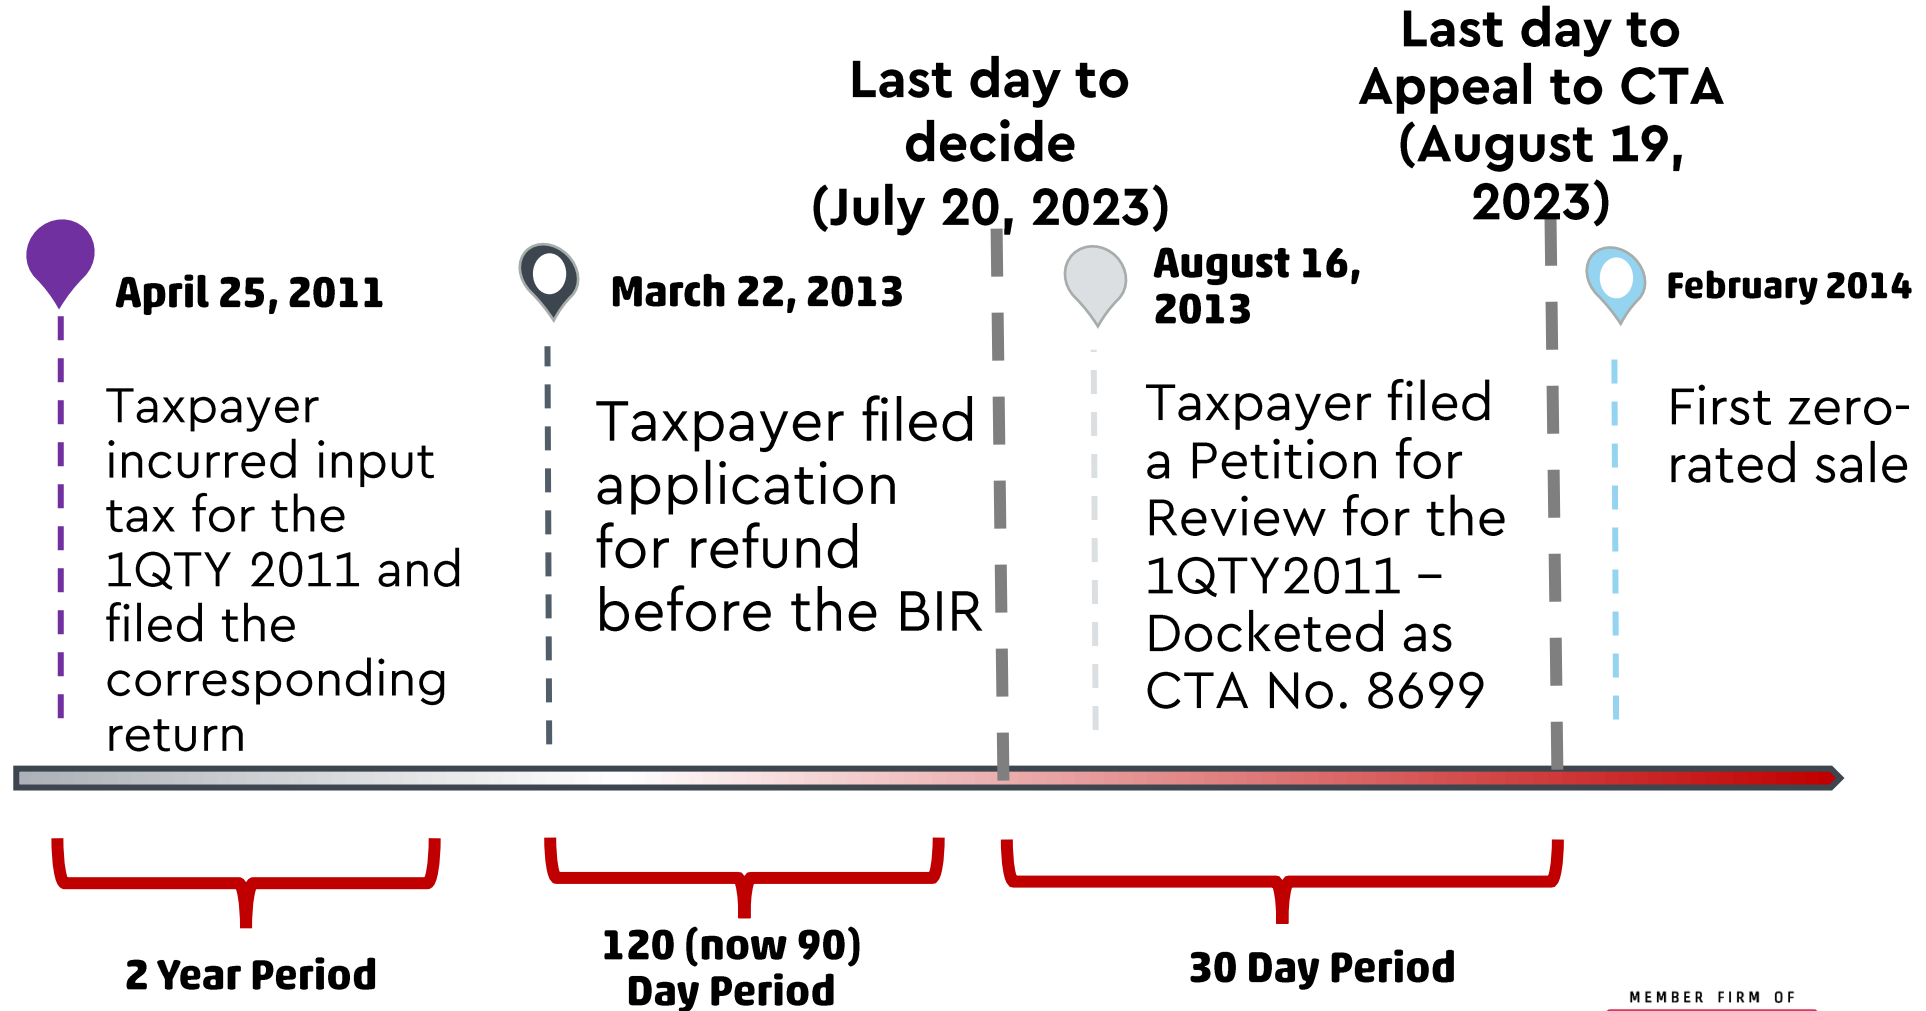 Last day to
decide
(July 20, 2023)
Last day to
Appeal to CTA
(August 19,
2023)
April 25, 2011
Taxpayer
incurred input
tax for the
1QTY 2011 and
filed the
corresponding
return
March 22, 2013
Taxpayer filed
application
for refund
before the BIR
August 16,
2013
Taxpayer filed
a Petition for
Review for the
1QTY2011 –
Docketed as
CTA No. 8699
February 2014
First zero-
rated sale
2 Year Period
120 (now 90)
Day Period
30 Day Period
MEMBER FIRM OF